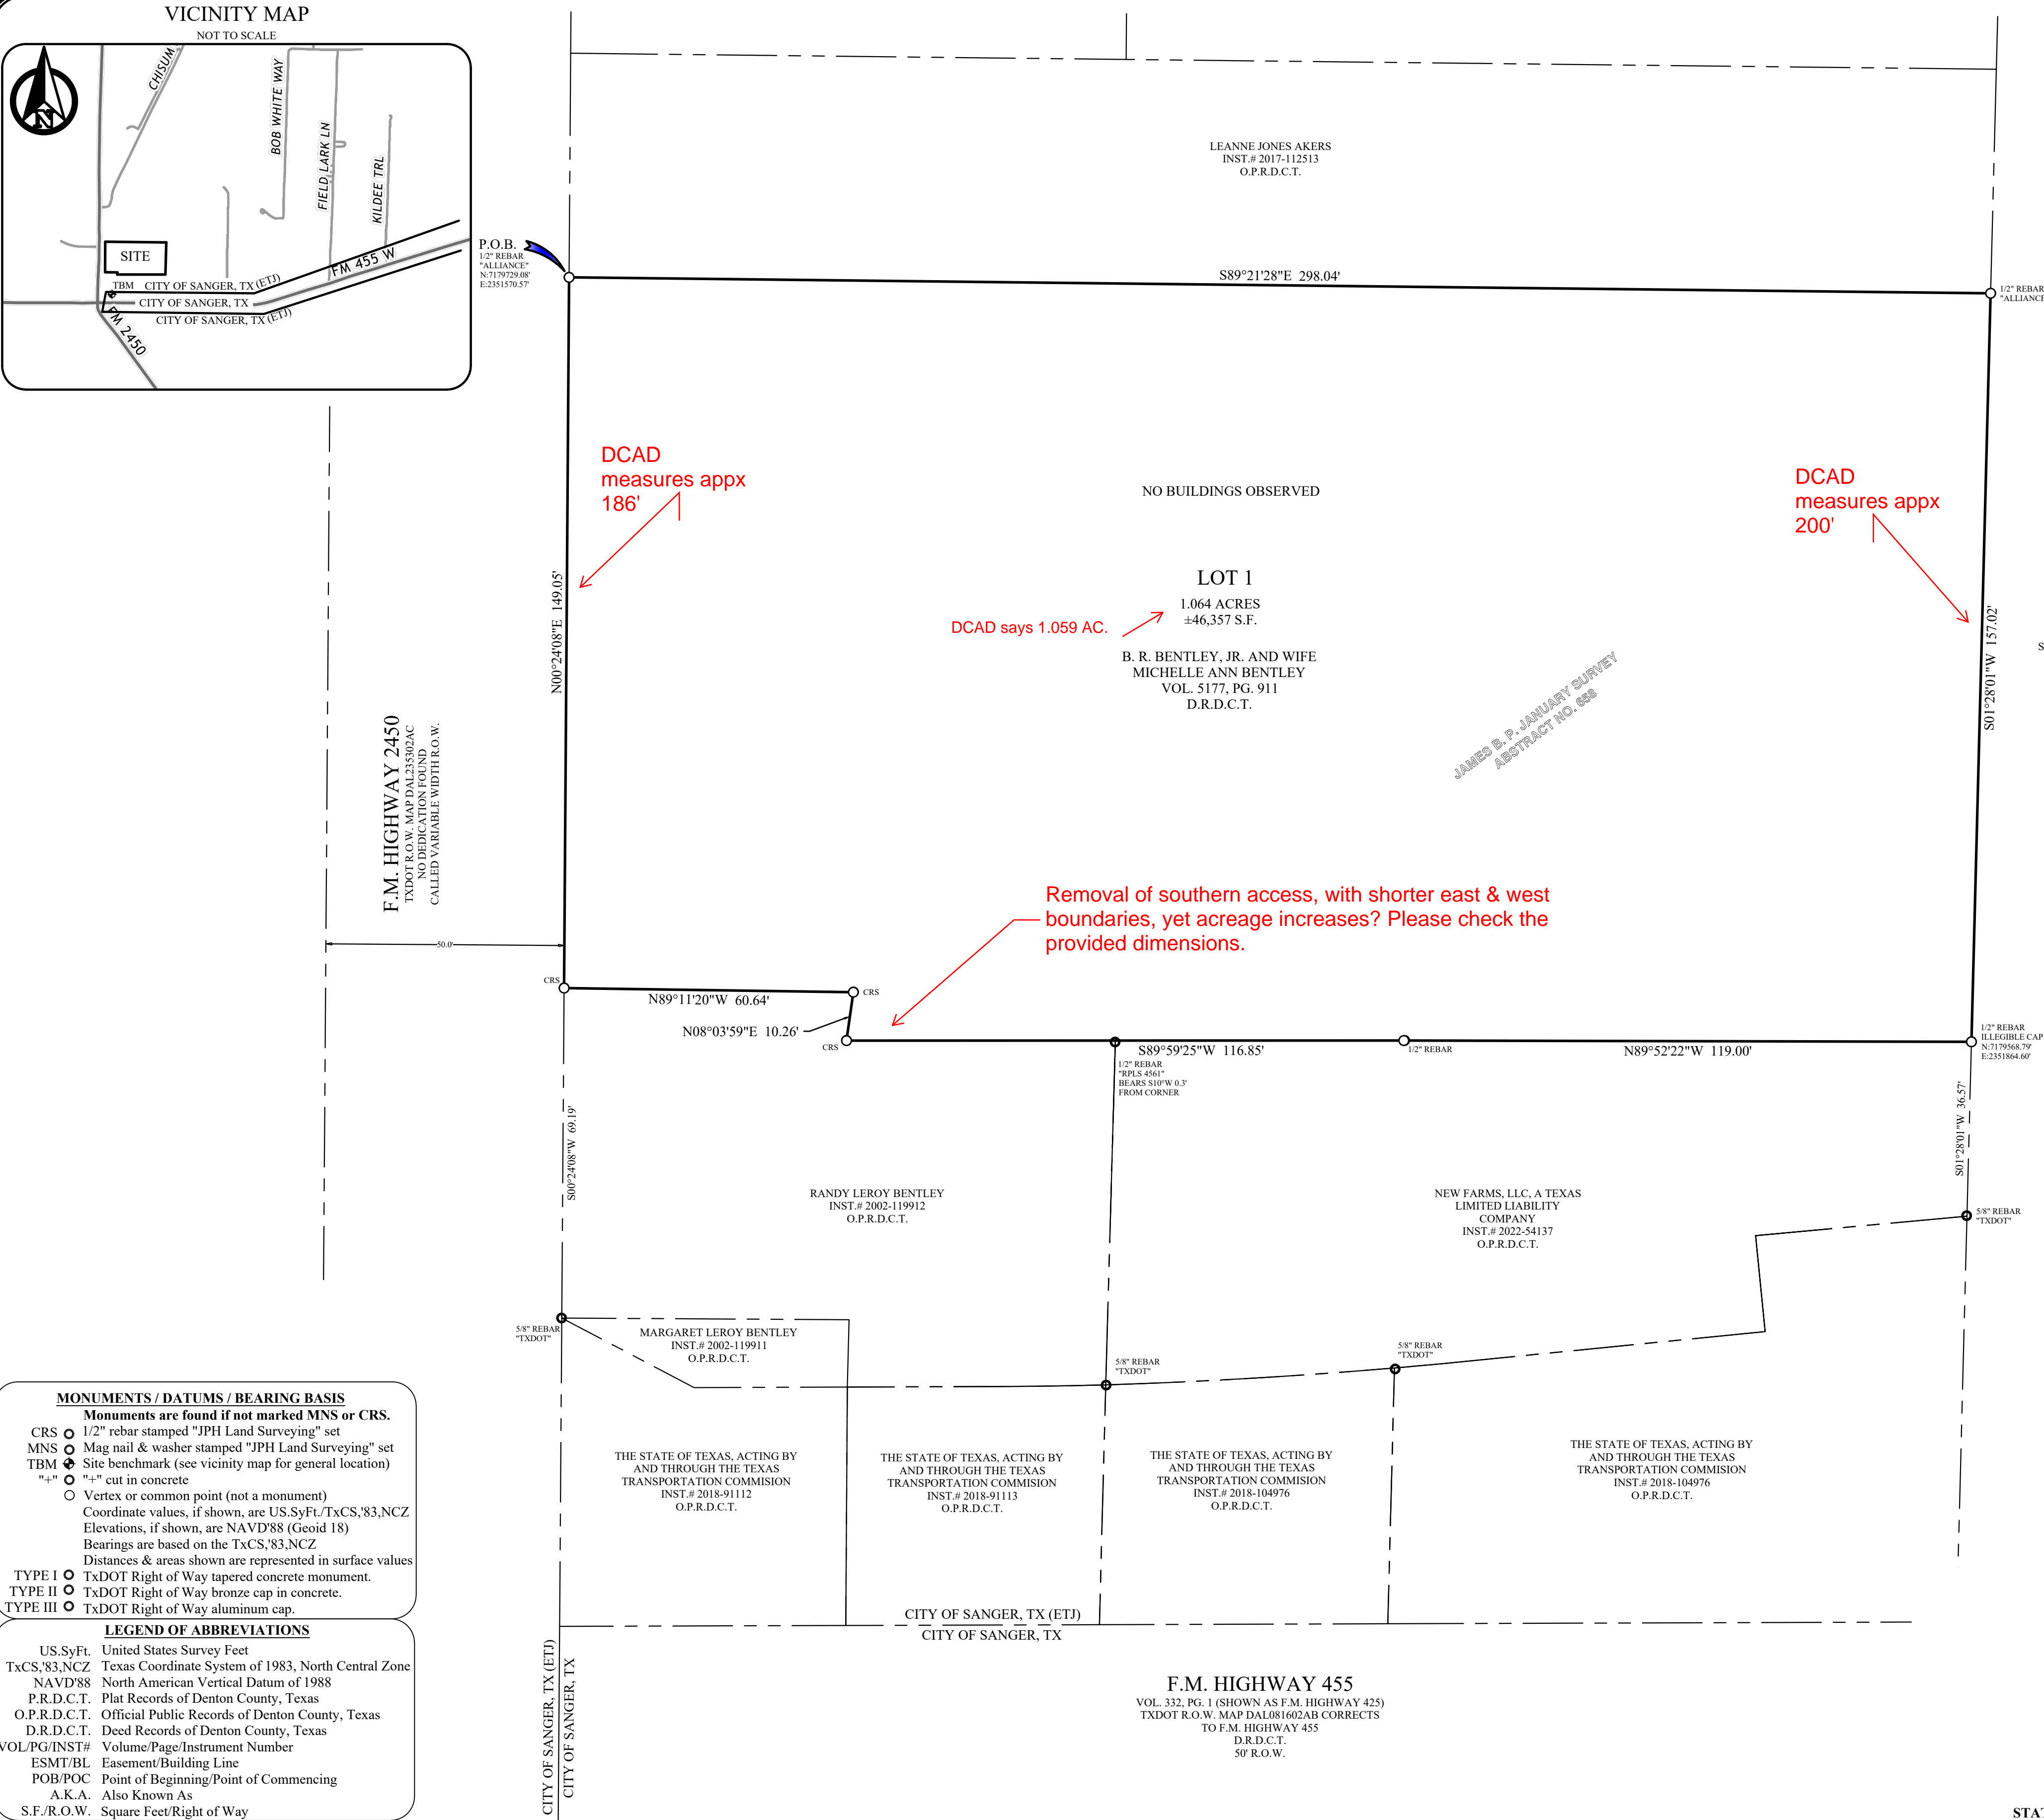 VICINITY MAP
NOT TO SCALE
N
CHISUM
BOB WHITE WAY
FIELD LARK LN
KILDEE TRL
SITE
TBM
CITY OF SANGER, TX (ETJ)
CITY OF SANGER, TX
CITY OF SANGER, TX (ETJ)
FM 455 W
FM 2450
LEANNE JONES AKERS
INST.# 2017-112513
O.P.R.D.C.T.
P.O.B.
1/2" REBAR
"ALLIANCE"
N:7179729.08'
E:2351570.57'
S89°21'28"E 298.04'
1/2" REBAR
"ALLIANCE
DCAD
measures appx
186'
NO BUILDINGS OBSERVED
DCAD
measures appx
200'
N00°24'08"E 149.05'
LOT 1
1.064 ACRES
±46,357 S.F.
DCAD says 1.059 AC.
B. R. BENTLEY, JR. AND WIFE
MICHELLE ANN BENTLEY
VOL. 5177, PG. 911
D.R.D.C.T.
JAMES B. P. JANUARY SURVEY
ABSTRACT NO. 658
S01°28'01"W 157.02'
S
F.M. HIGHWAY 2450
TXDOT R.O.W. MAP DAL235302AC
NO DEDICATION FOUND
CALLED VARIABLE WIDTH R.O.W.
50.0'
Removal of southern access, with shorter east & west
boundaries, yet acreage increases? Please check the
provided dimensions.
CRS
N89°11'20"W 60.64'
CRS
N08°03'59"E 10.26'
CRS
S89°59'25"W 116.85'
1/2" REBAR
N89°52'22"W 119.00'
1/2" REBAR
ILLEGIBLE CAP
N:7179568.79'
E:2351864.60'
1/2" REBAR
"RPLS 4561"
BEARS S10°W 0.3'
FROM CORNER
S00°24'08"W 69.19'
S01°28'01"W 36.57'
RANDY LEROY BENTLEY
INST.# 2002-119912
O.P.R.D.C.T.
NEW FARMS, LLC, A TEXAS
LIMITED LIABILITY
COMPANY
INST.# 2022-54137
O.P.R.D.C.T.
5/8" REBAR
"TXDOT"
5/8" REBAR
"TXDOT"
MARGARET LEROY BENTLEY
INST.# 2002-119911
O.P.R.D.C.T.
5/8" REBAR
"TXDOT"
5/8" REBAR
"TXDOT"
THE STATE OF TEXAS, ACTING BY
AND THROUGH THE TEXAS
TRANSPORTATION COMMISION
INST.# 2018-91112
O.P.R.D.C.T.
THE STATE OF TEXAS, ACTING BY
AND THROUGH THE TEXAS
TRANSPORTATION COMMISION
INST.# 2018-91113
O.P.R.D.C.T.
THE STATE OF TEXAS, ACTING BY
AND THROUGH THE TEXAS
TRANSPORTATION COMMISION
INST.# 2018-104976
O.P.R.D.C.T.
THE STATE OF TEXAS, ACTING BY
AND THROUGH THE TEXAS
TRANSPORTATION COMMISION
INST.# 2018-104976
O.P.R.D.C.T.
MONUMENTS / DATUMS / BEARING BASIS
Monuments are found if not marked MNS or CRS.
CRS 1/2" rebar stamped "JPH Land Surveying" set
MNS Mag nail & washer stamped "JPH Land Surveying" set
TBM Site benchmark (see vicinity map for general location)
"+" "+" cut in concrete
Vertex or common point (not a monument)
Coordinate values, if shown, are US.SyFt./TxCS,'83,NCZ
Elevations, if shown, are NAVD'88 (Geoid 18)
Bearings are based on the TxCS,'83,NCZ
Distances & areas shown are represented in surface values
TYPE I TxDOT Right of Way tapered concrete monument.
TYPE II TxDOT Right of Way bronze cap in concrete.
TYPE III TxDOT Right of Way aluminum cap.
LEGEND OF ABBREVIATIONS
US.SyFt. United States Survey Feet
TxCS,'83,NCZ Texas Coordinate System of 1983, North Central Zone
NAVD'88 North American Vertical Datum of 1988
P.R.D.C.T. Plat Records of Denton County, Texas
O.P.R.D.C.T. Official Public Records of Denton County, Texas
D.R.D.C.T. Deed Records of Denton County, Texas
VOL/PG/INST# Volume/Page/Instrument Number
ESMT/BL Easement/Building Line
POB/POC Point of Beginning/Point of Commencing
A.K.A. Also Known As
S.F./R.O.W. Square Feet/Right of Way
CITY OF SANGER, TX (ETJ)
CITY OF SANGER, TX
CITY OF SANGER, TX (ETJ)
CITY OF SANGER, TX
F.M. HIGHWAY 455
VOL. 332, PG. 1 (SHOWN AS F.M. HIGHWAY 425)
TXDOT R.O.W. MAP DAL081602AB CORRECTS
TO F.M. HIGHWAY 455
D.R.D.C.T.
50' R.O.W.
STAT